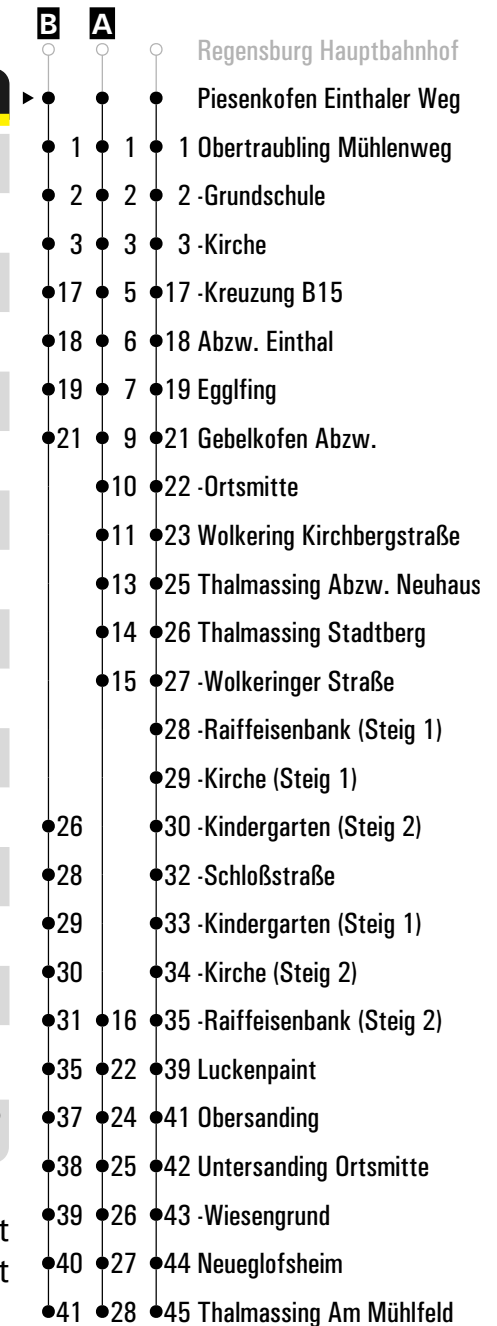 B A
Regensburg Hauptbahnhof
Piesenkofen Einthaler Weg
1 1 1 Obertraubling Mühlenweg
2 2 2 -Grundschule
3 3 3 -Kirche
17 5 17 -Kreuzung B15
18 6 18 Abzw. Einthal
19 7 19 Egglfing
21 9 21 Gebelkofen Abzw.
10 22 -Ortsmitte
11 23 Wolkering Kirchbergstraße
13 25 Thalmassing Abzw. Neuhaus
14 26 Thalmassing Stadtberg
15 27 -Wolkeringer Straße
28 -Raiffeisenbank (Steig 1)
29 -Kirche (Steig 1)
26 30 -Kindergarten (Steig 2)
28 32 -Schloßstraße
29 33 -Kindergarten (Steig 1)
30 34 -Kirche (Steig 2)
31 16 35 -Raiffeisenbank (Steig 2)
35 22 39 Luckenpaint
37 24 41 Obersanding
38 25 42 Untersanding Ortsmitte
t 39 26 43 -Wiesengrund
t 40 27 44 Neueglofsheim
41 28 45 Thalmassing Am Mühlfeld